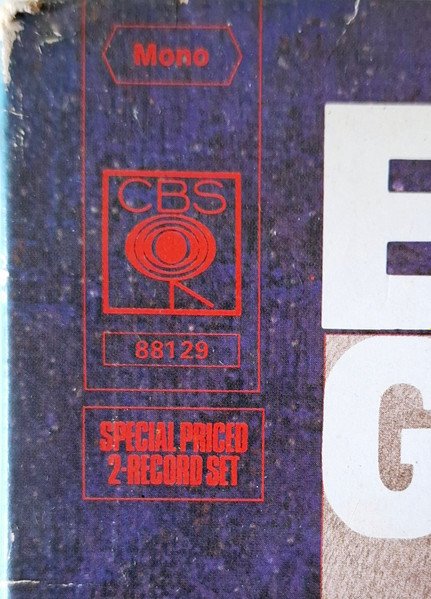 Mono
CBS
88129
SPECIAL PRICED
2-RECORD SET
E
G